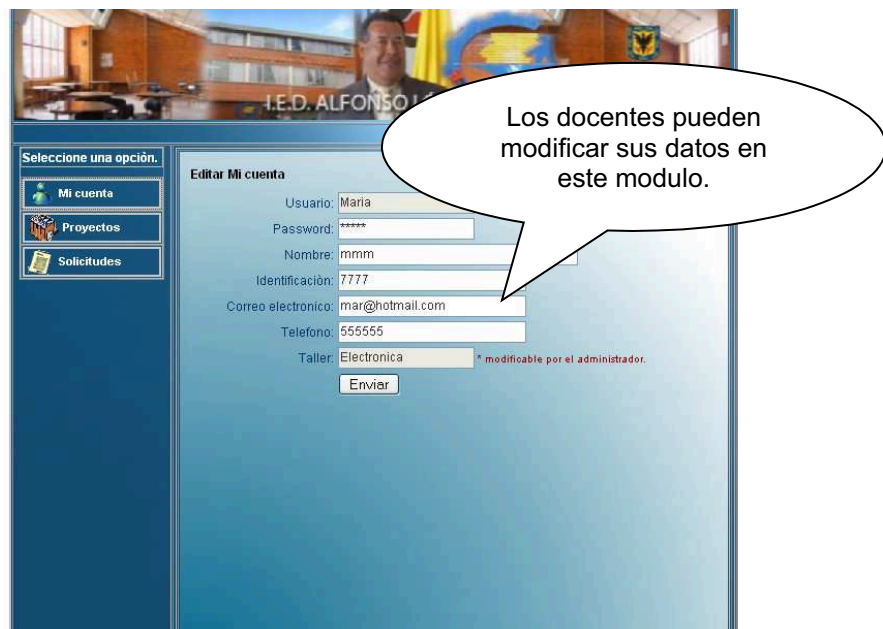 I.E.D. ALFONSO
Los docentes pueden
modificar sus datos en
este modulo.
Seleccione una opciòn.
Mi cuenta
Proyectos
Solicitudes
Editar Mi cuenta
Usuario: Maria
Password: *****
Nombre: mmm
Identificaciòn: 7777
Correo electronico: mar@hotmail.com
Telefono: 555555
Taller: Electronica * modificable por el administrador.
Enviar